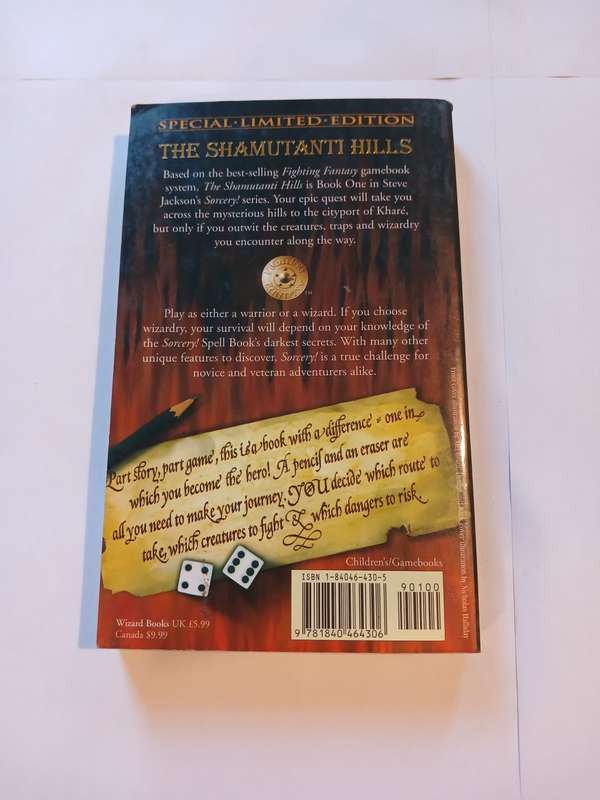 SPECIAL·LIMITED·EDITION
THE SHAMUTANTI HILLS
Based on the best-selling Fighting Fantasy gamebook
system, The Shamutanti Hills is Book One in Steve
Jackson's Sorcery! series. Your epic quest will take you
across the mysterious hills to the cityport of Kharé,
but only if you outwit the creatures, traps and wizardry
you encounter along the way.
FIGHTING FANTASY
TM
Play as either a warrior or a wizard. If you choose
wizardry, your survival will depend on your knowledge of
the Sorcery! Spell Book's darkest secrets. With many other
unique features to discover, Sorcery! is a true challenge for
novice and veteran adventurers alike.
Part story, part game, this is a book with a difference - one in
which you become the hero! A pencil and an eraser are
all you need to make your journey. YOU decide which route to
take, which creatures to fight & which dangers to risk.
Children's/Gamebooks
ISBN 1-84046-430-5
90100
9 781840 464306
Wizard Books UK £5.99
Canada $9.99
cover illustration by Nicholas Halliday